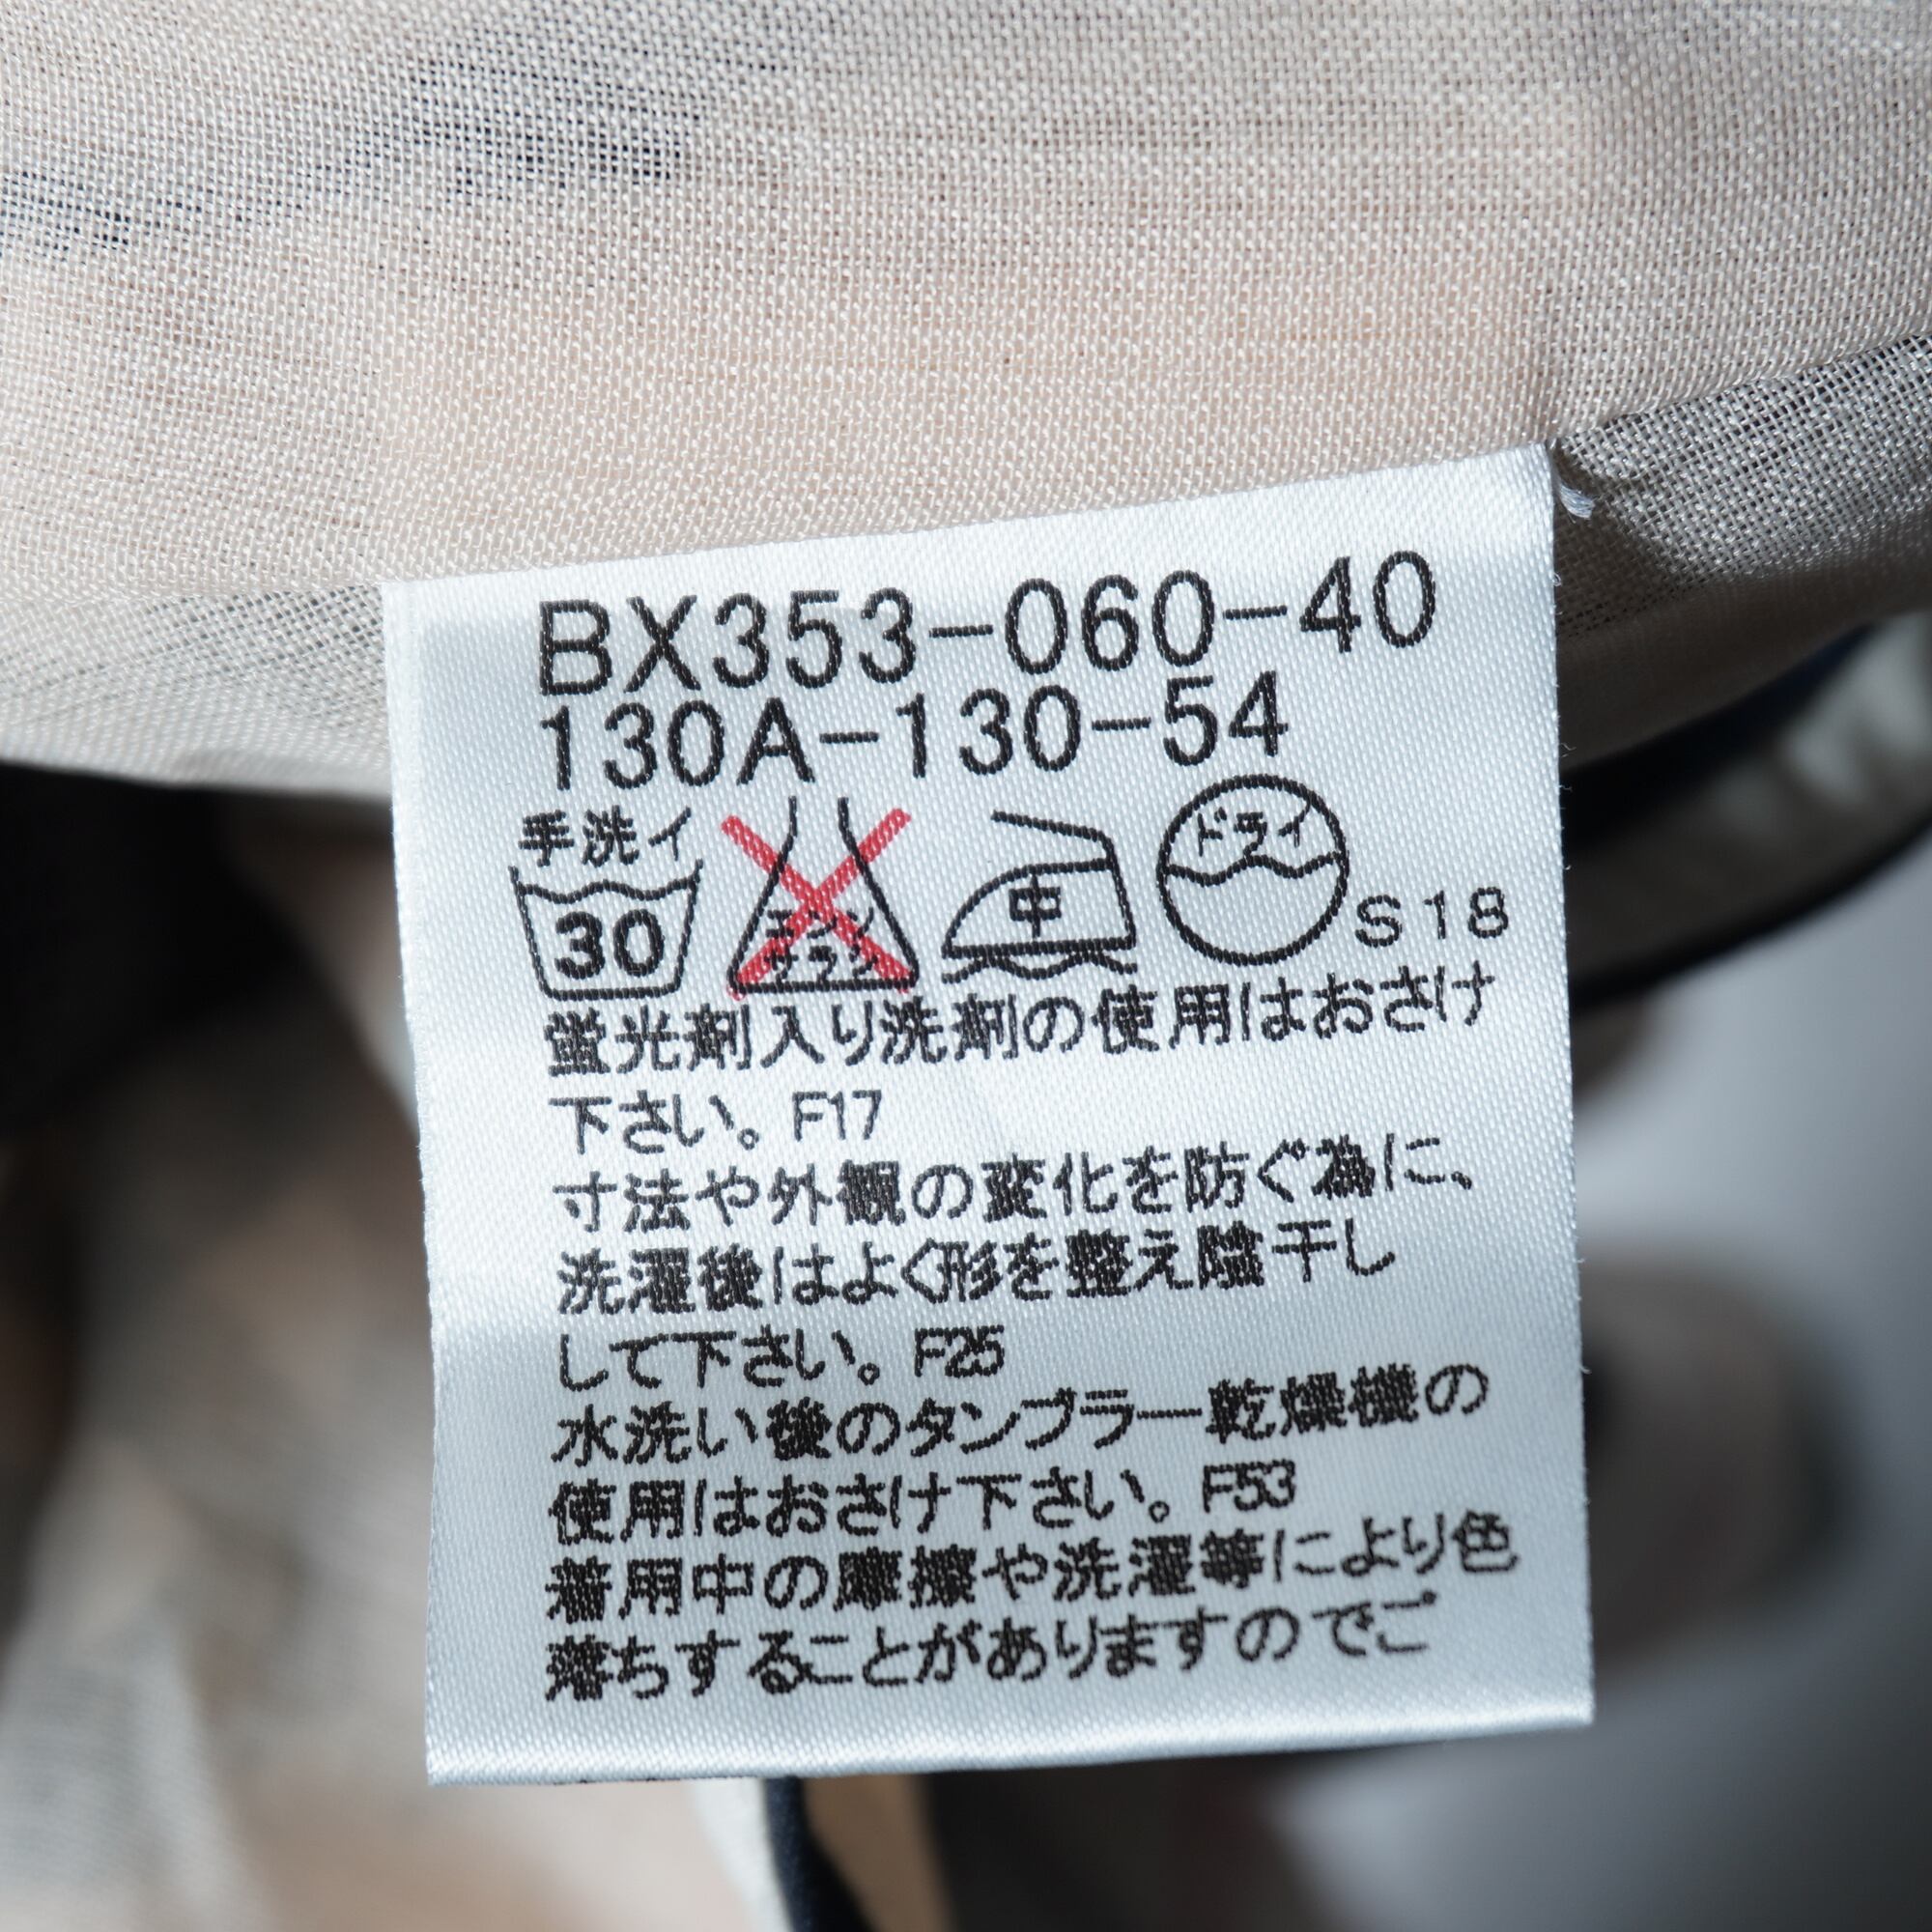 BX353-060-40
130A-130-54
手洗イ
30
エンソ
サラシ
中
ドライ
S18
蛍光剤入り洗剤の使用はおさけ
下さい。F17
寸法や外観の変化を防ぐ為に、
洗濯後はよく形を整え陰干し
して下さい。F25
水洗い後のタンブラー乾燥機の
使用はおさけ下さい。F53
着用中の摩擦や洗濯等により色
落ちすることがありますのでご